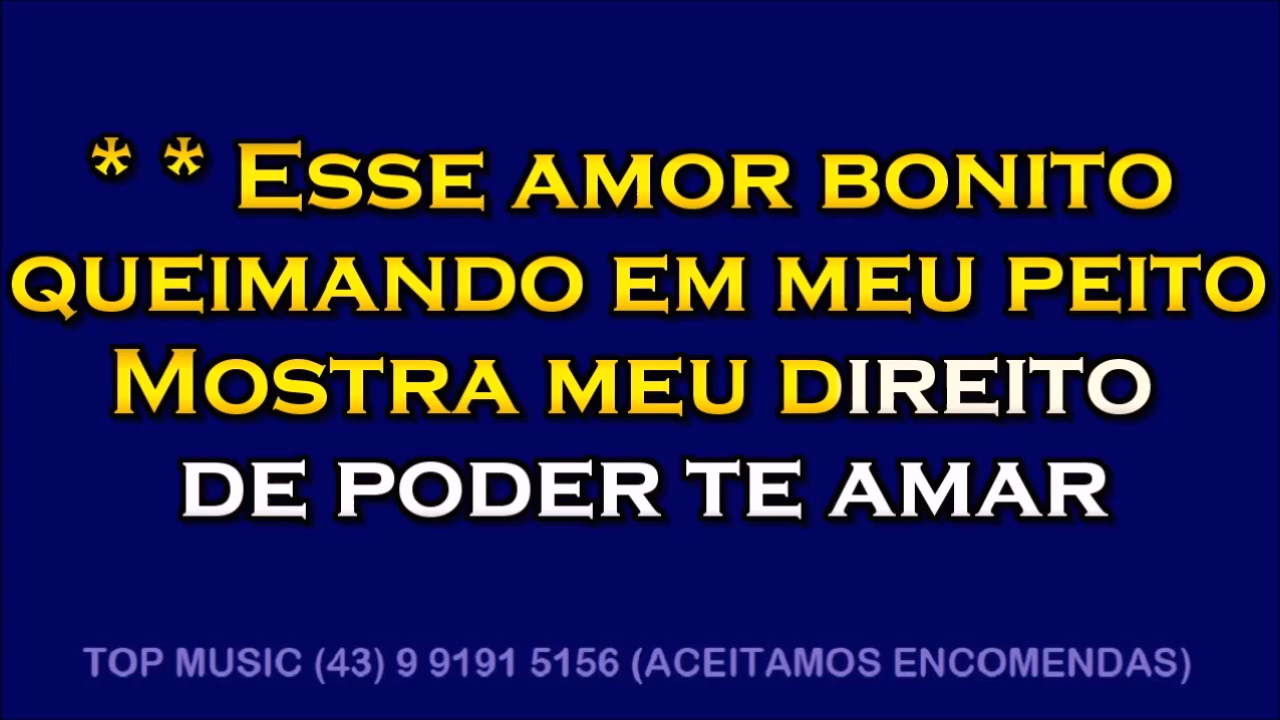 * * Esse amor bonito
queimando em meu peito
Mostra meu direito
de poder te amar
TOP MUSIC (43) 9 9191 5156 (ACEITAMOS ENCOMENDAS)